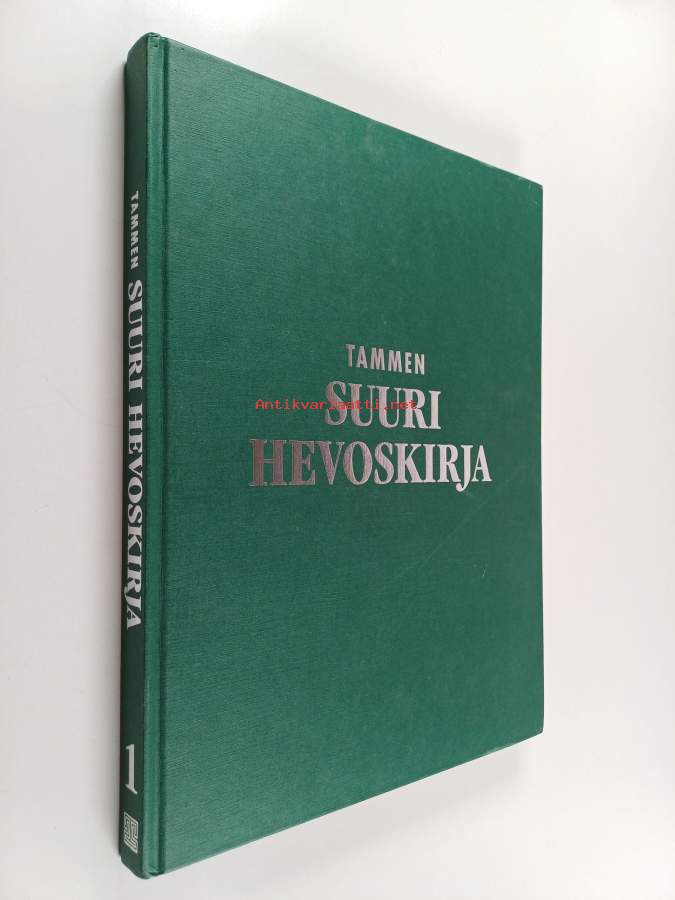 TAMMEN SUURI HEVOSKIRJA 1
TAMMEN
SUURI
Antikvariaatti.net
HEVOSKIRJA